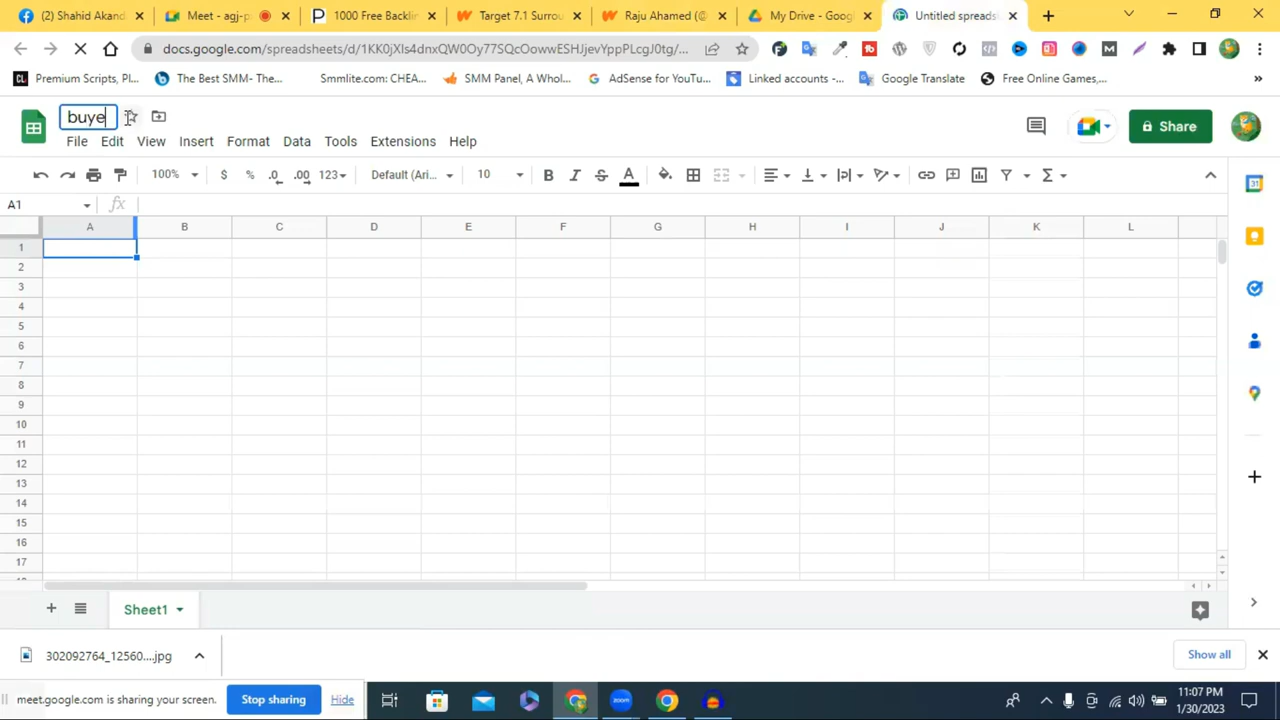 (2) Shahid Akand
Meet - agj-p
1000 Free Backlin
Target 7.1 Surrou
Raju Ahamed (@
My Drive - Googl
Untitled spreads
docs.google.com/spreadsheets/d/1KK0jXIs4dnxQW0Oy77SQcOowwESHJjevYppPLcgJ0tg/...
Premium Scripts, Pl...
The Best SMM- The...
Smmlite.com: CHEA...
SMM Panel, A Whol...
AdSense for YouTu...
Linked accounts -...
Google Translate
Free Online Games,...
buye
File Edit View Insert Format Data Tools Extensions Help
Share
100% $ % .0 .00 123 Default (Ari... 10 B I S A
A1 fx
A B C D E F G H I J K L
1
2
3
4
5
6
7
8
9
10
11
12
13
14
15
16
17
Sheet1
302092764_12560....jpg
Show all
meet.google.com is sharing your screen. Stop sharing Hide
zoom
11:07 PM
1/30/2023